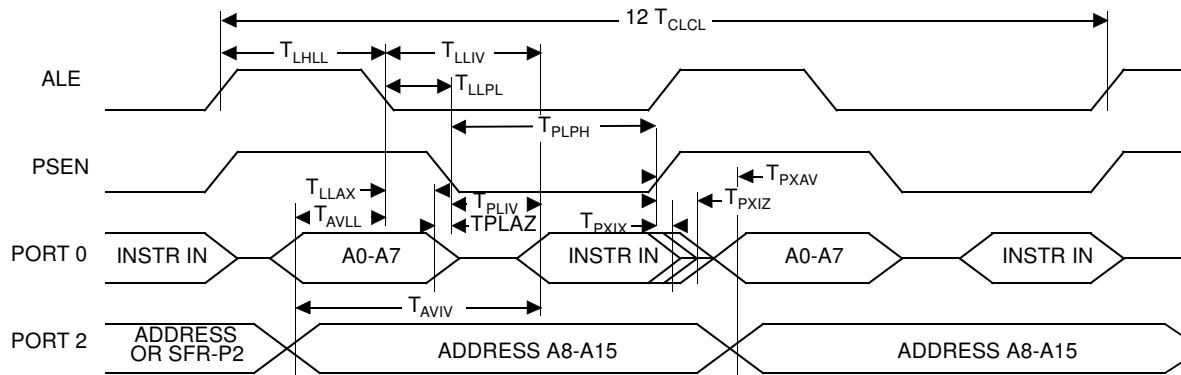 12 TCLCL
TLHLL TLLIV
ALE
TLLPL
TPLPH
PSEN
TLLAX TPXAV
TPLIV TPXIZ
TAVLL TPLAZ TPXIX
PORT 0 INSTR IN A0-A7 INSTR IN A0-A7 INSTR IN
TAVIV
PORT 2 ADDRESS
OR SFR-P2 ADDRESS A8-A15 ADDRESS A8-A15